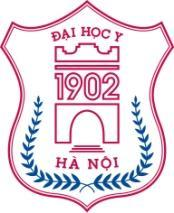 ĐẠI HỌC Y
1902
HÀ NỘI